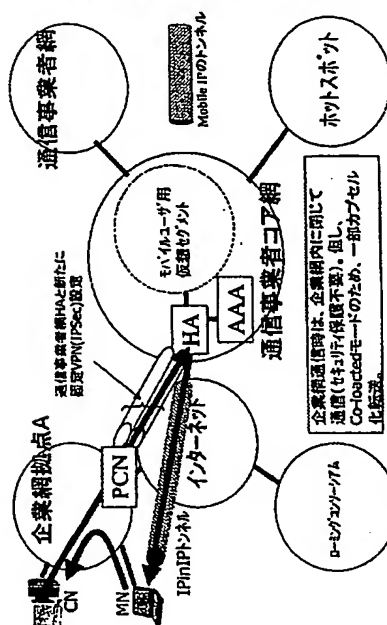 企業網拠点A
通信事業者網HAと新たに
認定VPN(IPSec)設定
通信事業者網
Mobile IPのトンネル
CN
MN
PCN
IPinIPトンネル
インターネット
HA
AAA
モバイルユーザ用
仮想セグメント
通信事業者コア網
ローミングコンソーシアム
ホットスポット
企業網通信時は、企業網内に閉じて
通信(セキュリティ保護不要)。但し、
Co-loactedモードのため、一部カプセル
化転送。